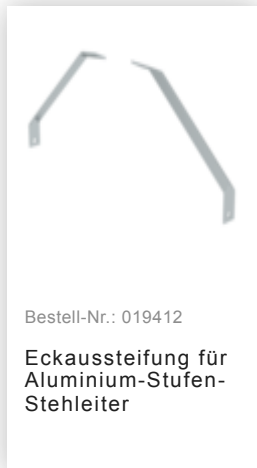 Bestell-Nr.: 019412
Eckaussteifung für
Aluminium-Stufen-
Stehleiter